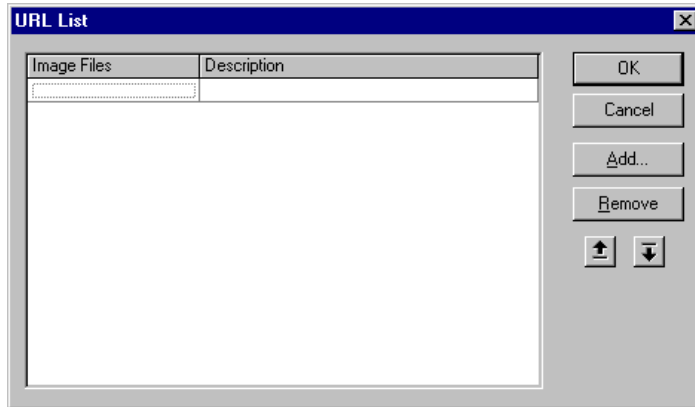 URL List
Image Files Description
OK
Cancel
Add...
Remove